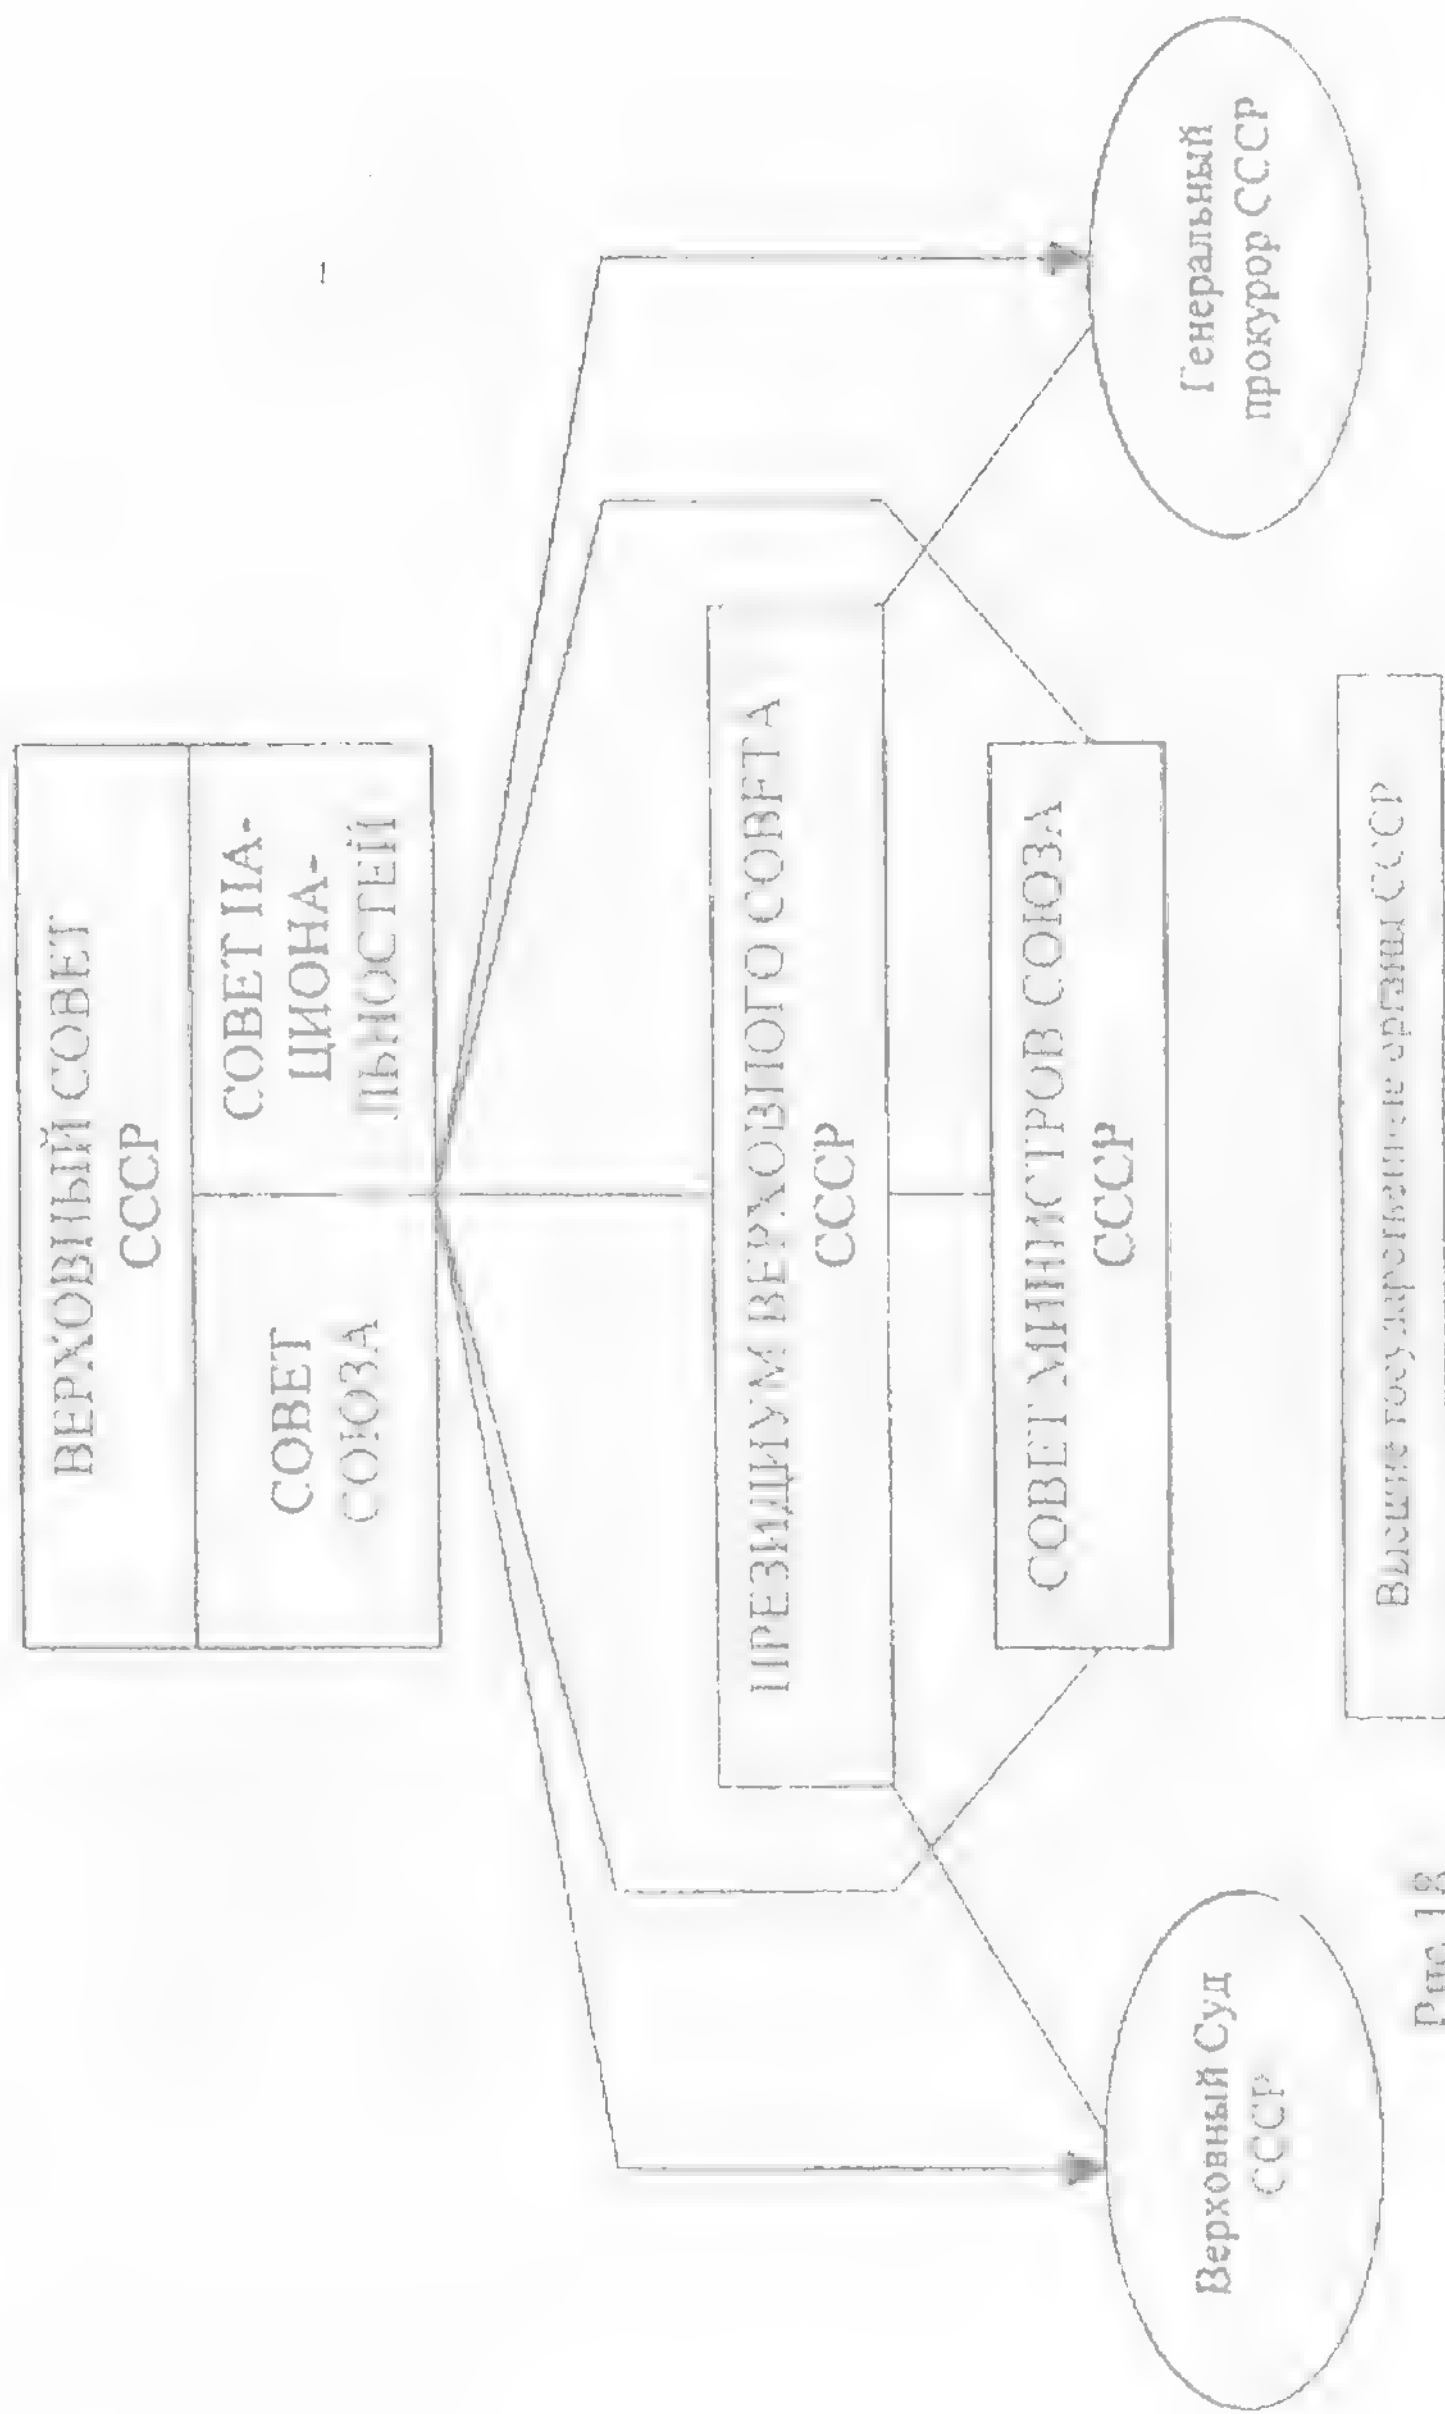 ВЕРХОВНЫЙ СОВЕТ
СССР
СОВЕТ
СОЮЗА
СОВЕТ НА-
ЦИОНА-
ЛЬНОСТЕЙ
ПРЕЗИДИУМ ВЕРХОВНОГО СОВЕТА
СССР
СОВЕТ МИНИСТРОВ СОЮЗА
СССР
Верховный Суд
СССР
Генеральный
прокурор СССР
Рис. 18
Высшие государственные органы СССР